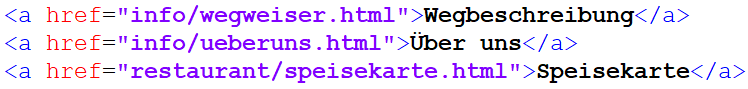 <a href="info/wegweiser.html">Wegbeschreibung</a>
<a href="info/ueberuns.html">Über uns</a>
<a href="restaurant/speisekarte.html">Speisekarte</a>